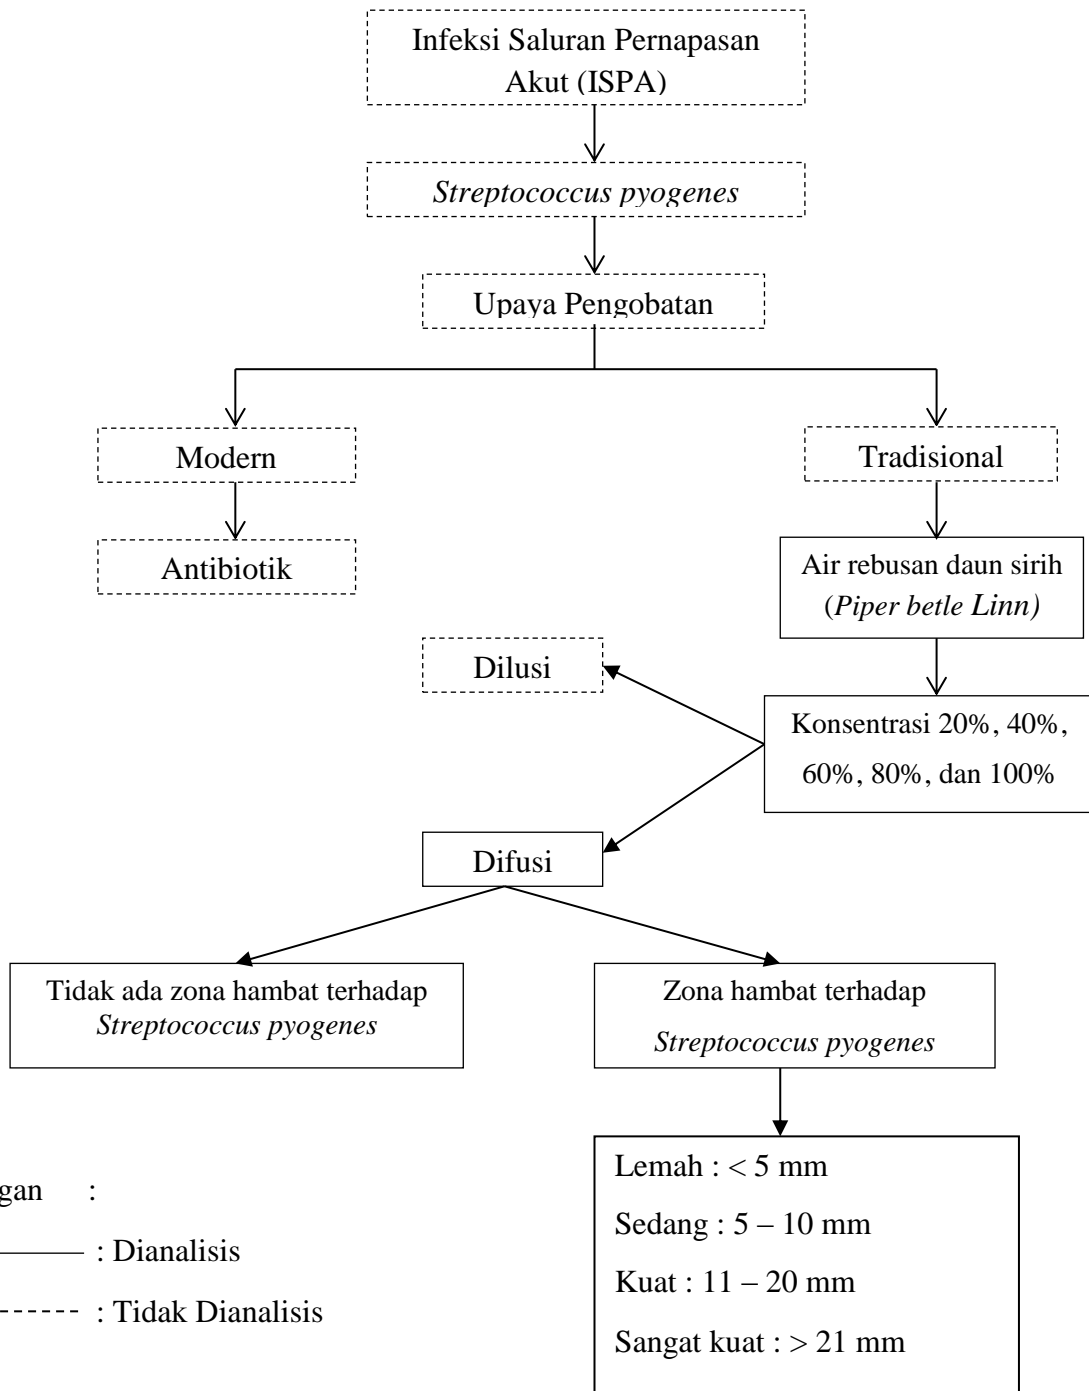 Infeksi Saluran Pernapasan
Akut (ISPA)
Streptococcus pyogenes
Upaya Pengobatan
Modern
Tradisional
Antibiotik
Air rebusan daun sirih
(Piper betle Linn)
Dilusi
Konsentrasi 20%, 40%,
60%, 80%, dan 100%
Difusi
Tidak ada zona hambat terhadap
Streptococcus pyogenes
Zona hambat terhadap
Streptococcus pyogenes
Lemah : < 5 mm
Sedang : 5 – 10 mm
Kuat : 11 – 20 mm
Sangat kuat : > 21 mm
gan :
: Dianalisis
: Tidak Dianalisis